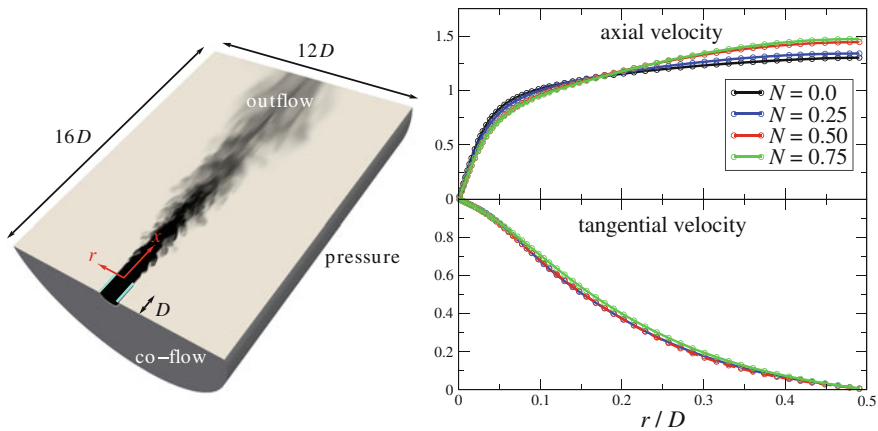 12D
16D
outflow
r
x
pressure
D
co–flow
axial velocity
1.5
1
0.5
0
N = 0.0
N = 0.25
N = 0.50
N = 0.75
tangential velocity
0.8
0.6
0.4
0.2
0
0 0.1 0.2 0.3 0.4 0.5
r / D